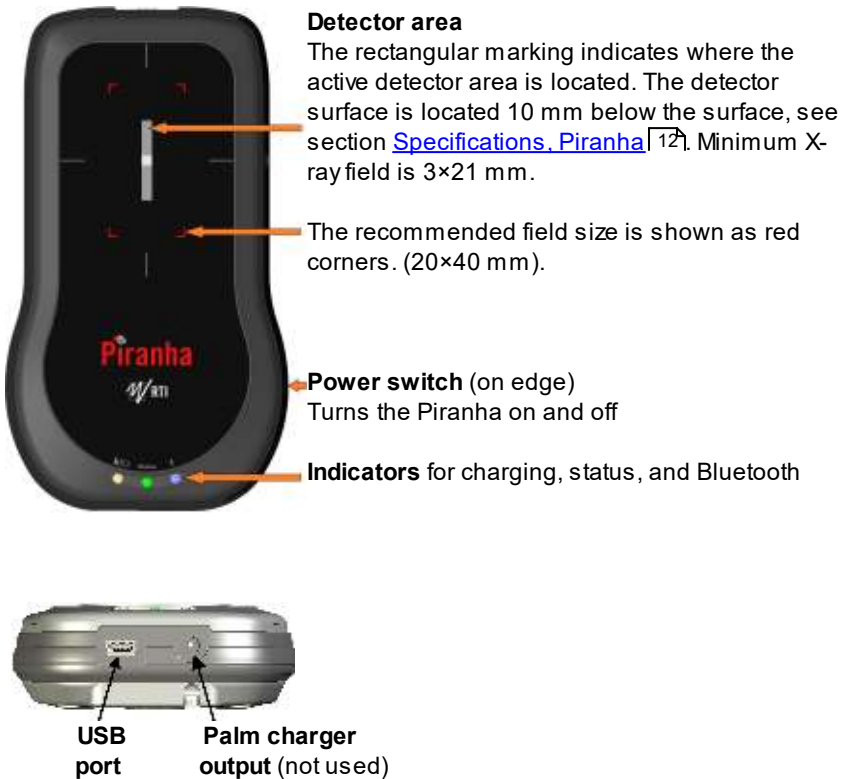 Detector area
The rectangular marking indicates where the
active detector area is located. The detector
surface is located 10 mm below the surface, see
section Specifications, Piranha 12. Minimum X-
ray field is 3×21 mm.
The recommended field size is shown as red
corners. (20×40 mm).
Piranha
RTI
Power switch (on edge)
Turns the Piranha on and off
Indicators for charging, status, and Bluetooth
USB
port
Palm charger
output (not used)